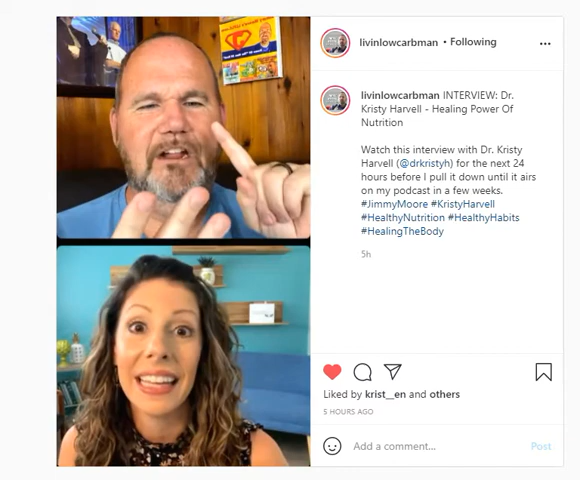 livinlowcarbman • Following
livinlowcarbman INTERVIEW: Dr.
Kristy Harvell - Healing Power Of
Nutrition
Watch this interview with Dr. Kristy
Harvell (@drkristyh) for the next 24
hours before I pull it down until it airs
on my podcast in a few weeks.
#JimmyMoore #KristyHarvell
#HealthyNutrition #HealthyHabits
#HealingTheBody
5h
Liked by krist__en and others
5 HOURS AGO
Add a comment...
Post